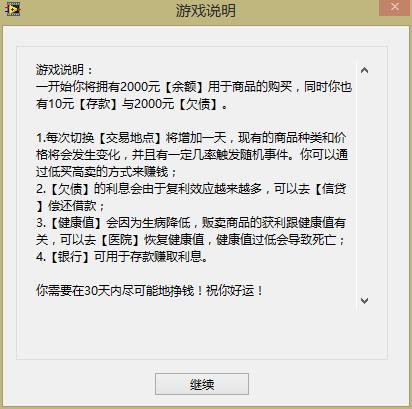 游戏说明
游戏说明：
一开始你将拥有2000元【余额】用于商品的购买，同时你也
有10元【存款】与2000元【欠债】。
1.每次切换【交易地点】将增加一天，现有的商品种类和价
格将会发生变化，并且有一定几率触发随机事件。你可以通
过低买高卖的方式来赚钱；
2.【欠债】的利息会由于复利效应越来越多，可以去【信贷
】偿还借款；
3.【健康值】会因为生病降低，贩卖商品的获利跟健康值有
关，可以去【医院】恢复健康值，健康值过低会导致死亡；
4.【银行】可用于存款赚取利息。
你需要在30天内尽可能地挣钱！祝你好运！
继续